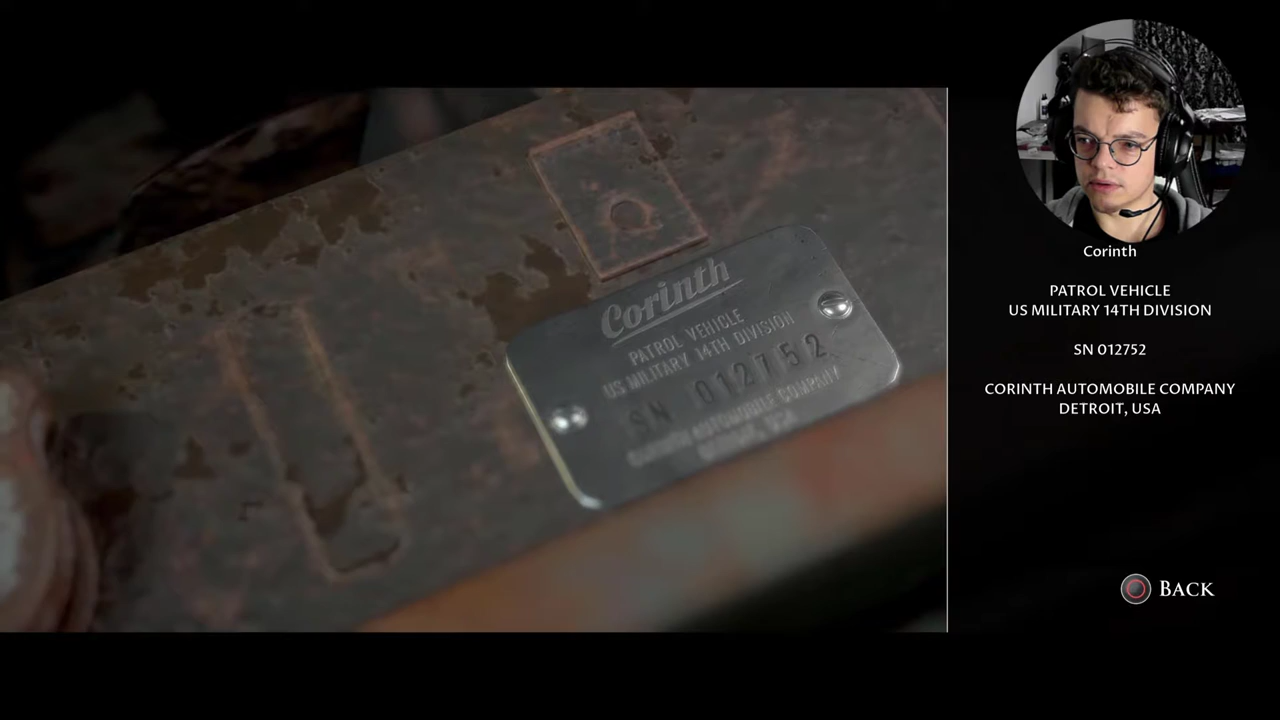 Corinth
PATROL VEHICLE
US MILITARY 14TH DIVISION
SN 012752
CORINTH AUTOMOBILE COMPANY
DETROIT, USA
Corinth
PATROL VEHICLE
US MILITARY 14TH DIVISION
SN 012752
CORINTH AUTOMOBILE COMPANY
DETROIT, USA
BACK